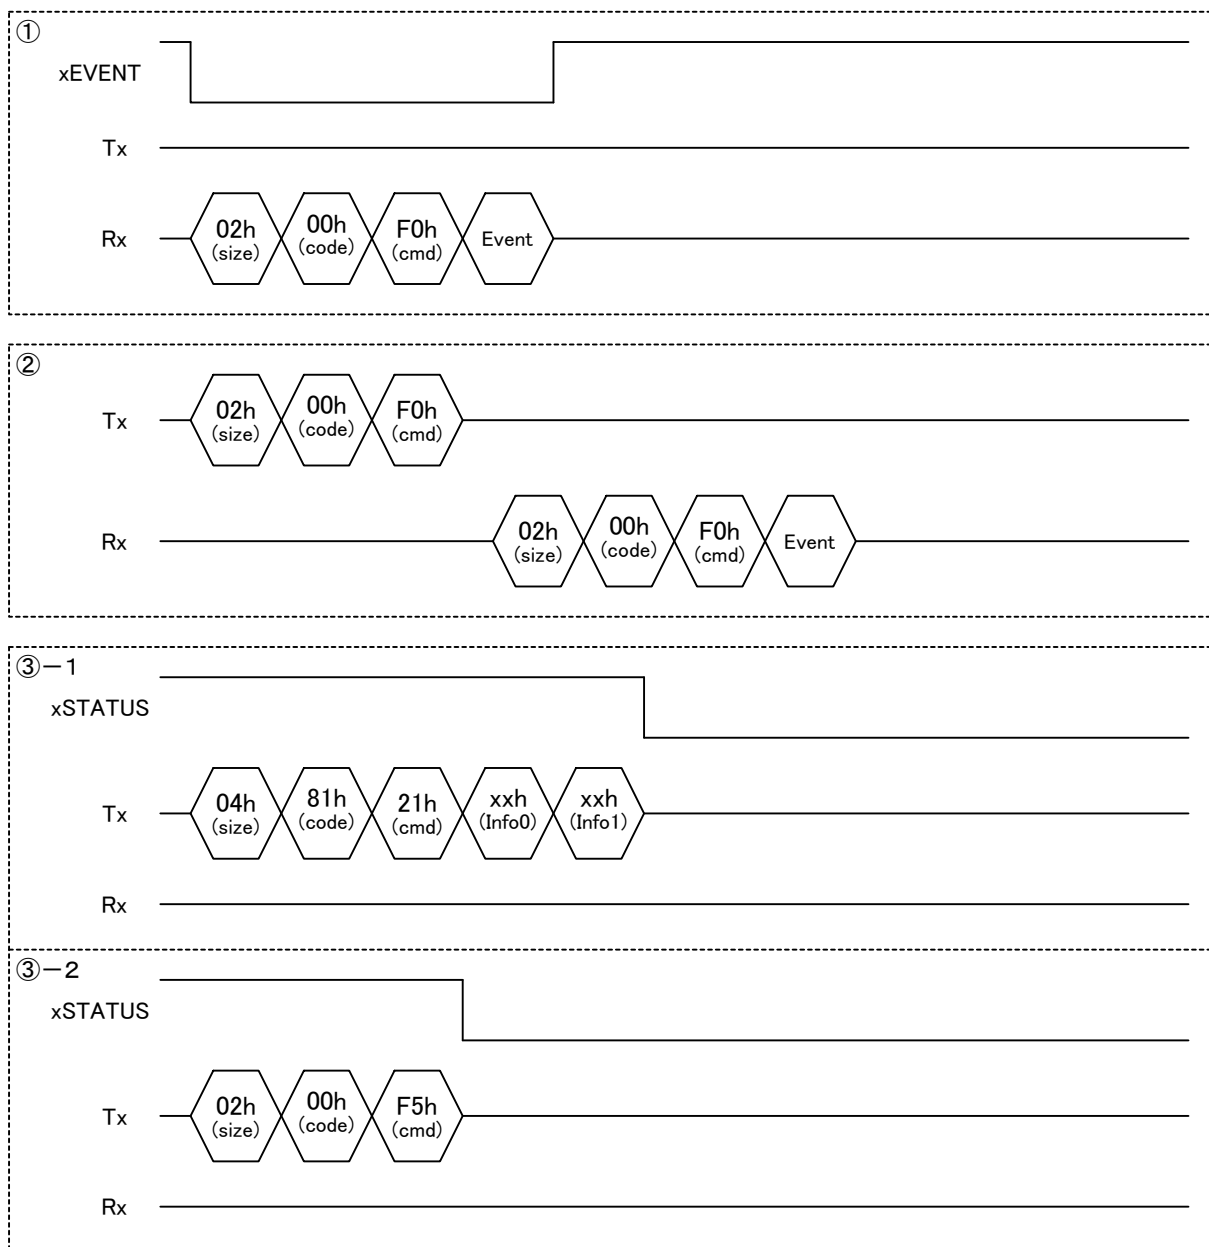 ①
xEVENT
Tx
Rx
02h
(size)
00h
(code)
F0h
(cmd)
Event
②
Tx
02h
(size)
00h
(code)
F0h
(cmd)
Rx
02h
(size)
00h
(code)
F0h
(cmd)
Event
③－1
xSTATUS
Tx
04h
(size)
81h
(code)
21h
(cmd)
xxh
(Info0)
xxh
(Info1)
Rx
③－2
xSTATUS
Tx
02h
(size)
00h
(code)
F5h
(cmd)
Rx